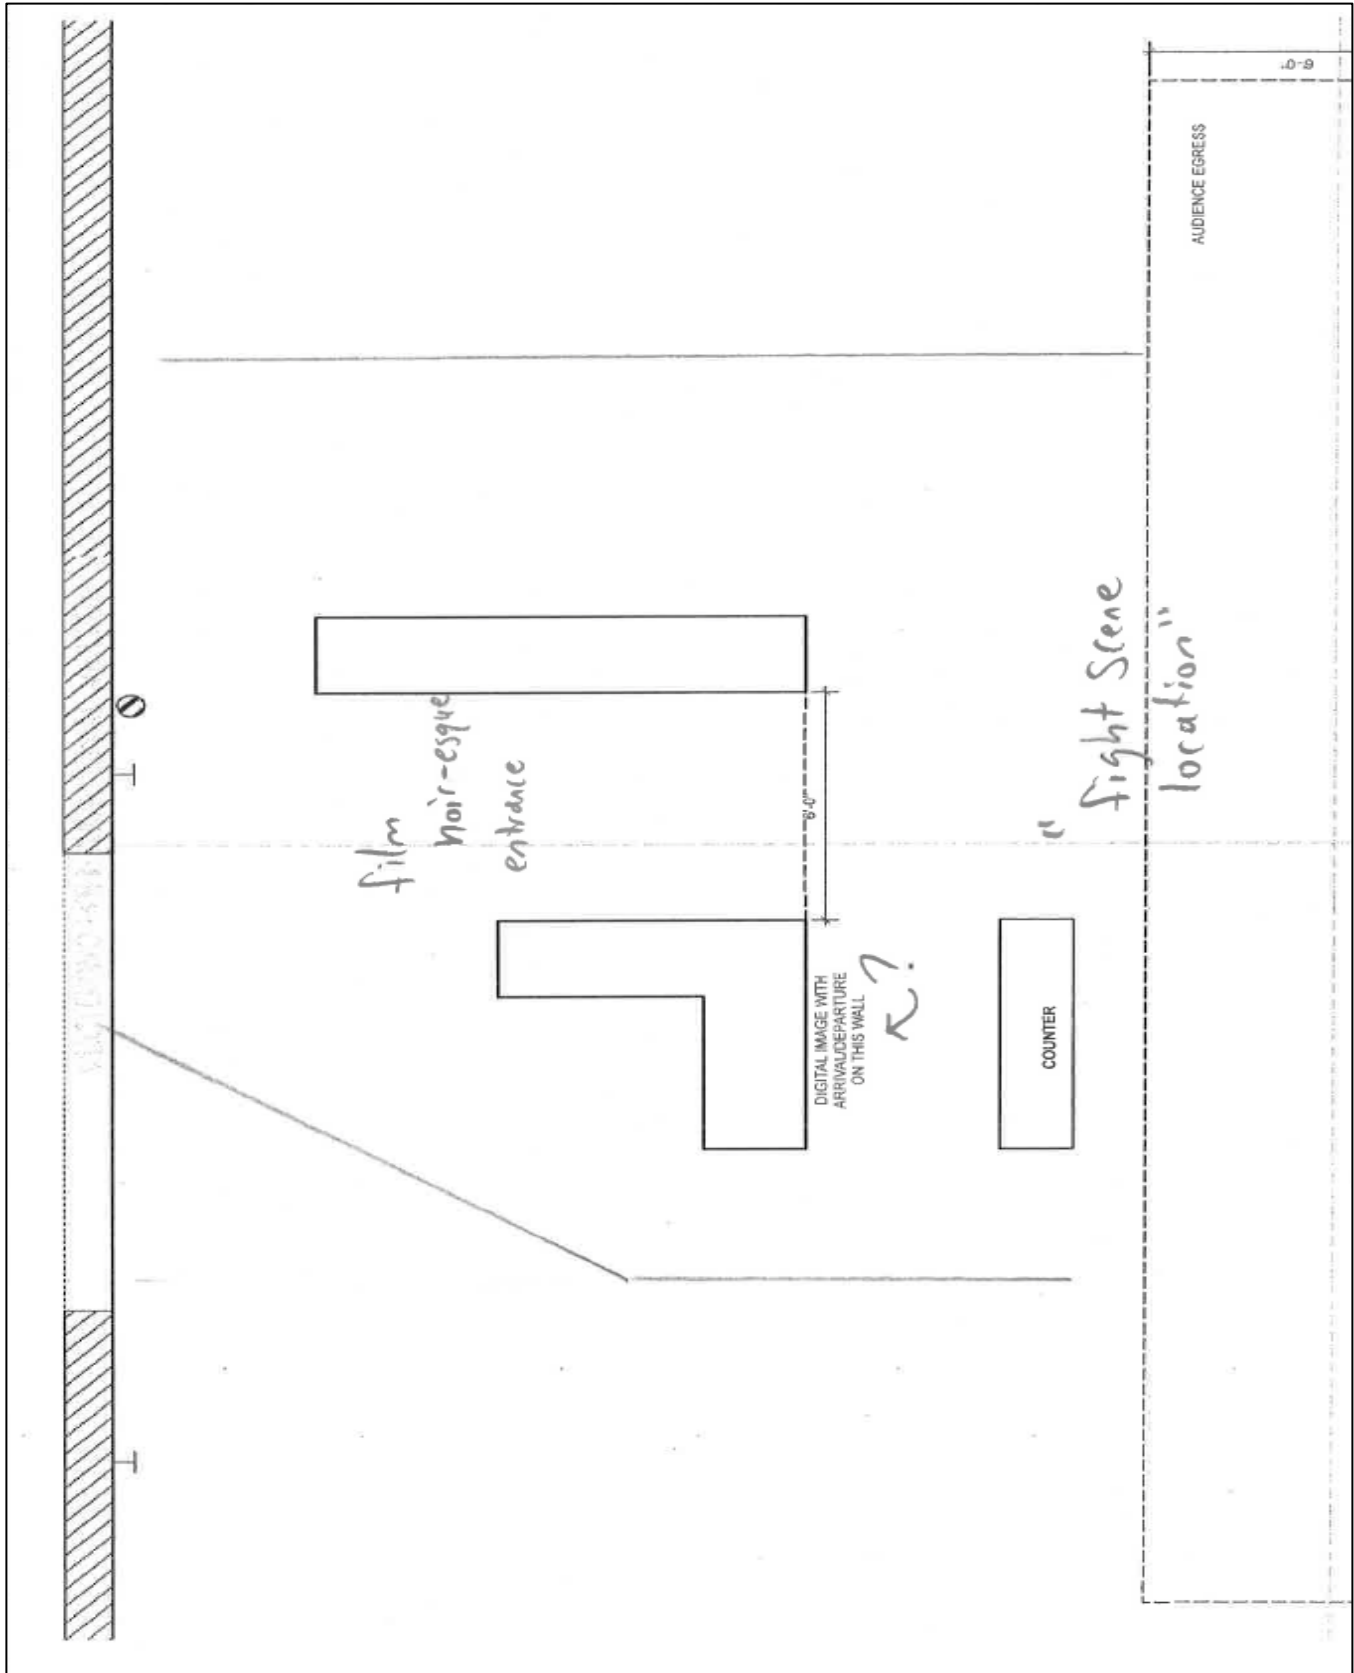 film
noir-esque
entrance
6'-0"
DIGITAL IMAGE WITH
ARRIVAL/DEPARTURE
ON THIS WALL
?
COUNTER
" fight scene
location"
AUDIENCE EGRESS
6'-0"